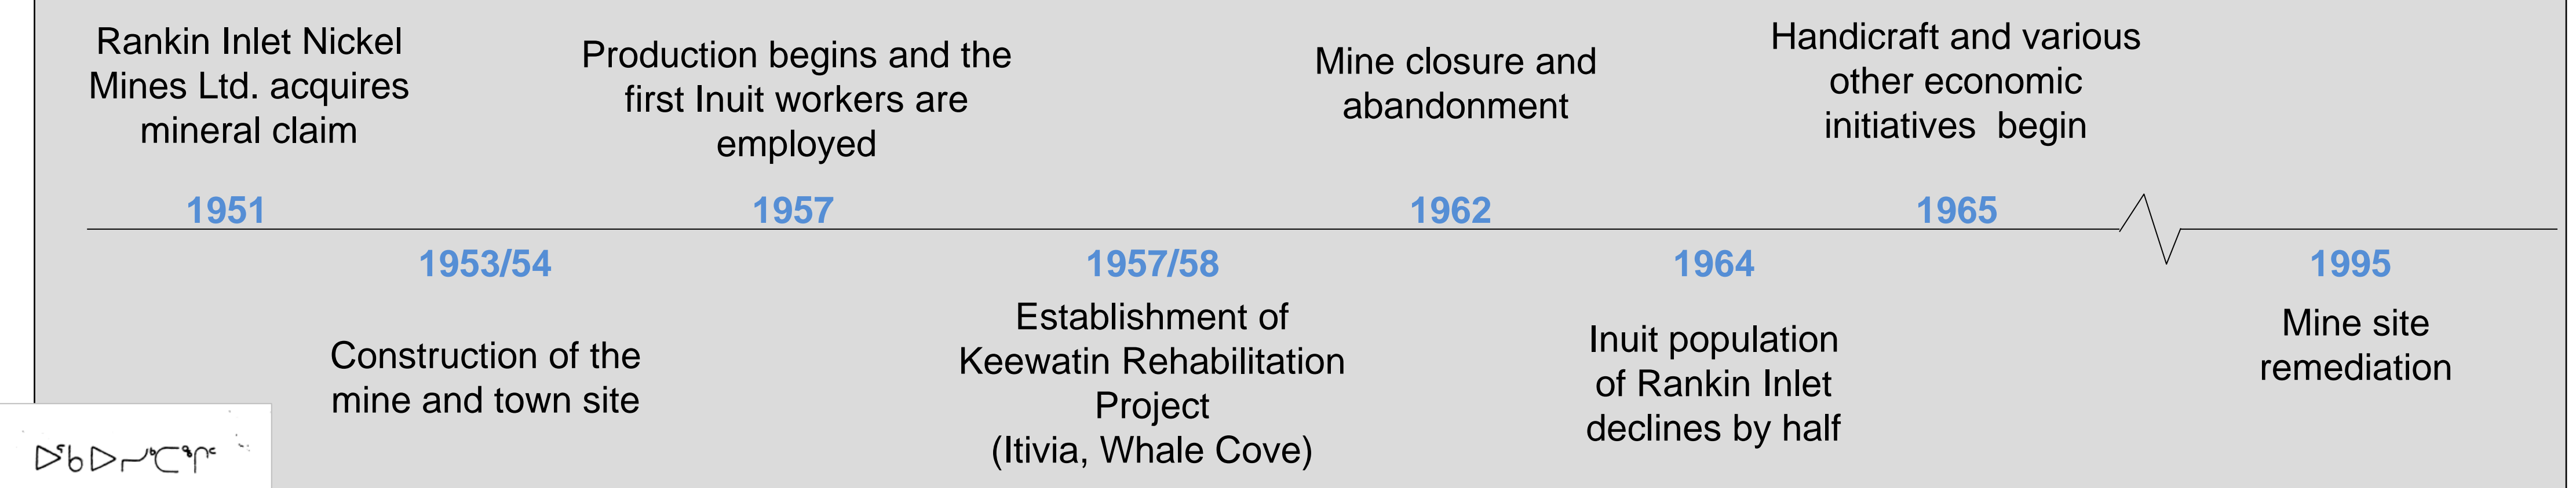 Rankin Inlet Nickel
Mines Ltd. acquires
mineral claim
1951
1953/54
Construction of the
mine and town site
Production begins and the
first Inuit workers are
employed
1957
1957/58
Establishment of
Keewatin Rehabilitation
Project
(Itivia, Whale Cove)
Mine closure and
abandonment
1962
1964
Inuit population
of Rankin Inlet
declines by half
Handicraft and various
other economic
initiatives begin
1965
1995
Mine site
remediation